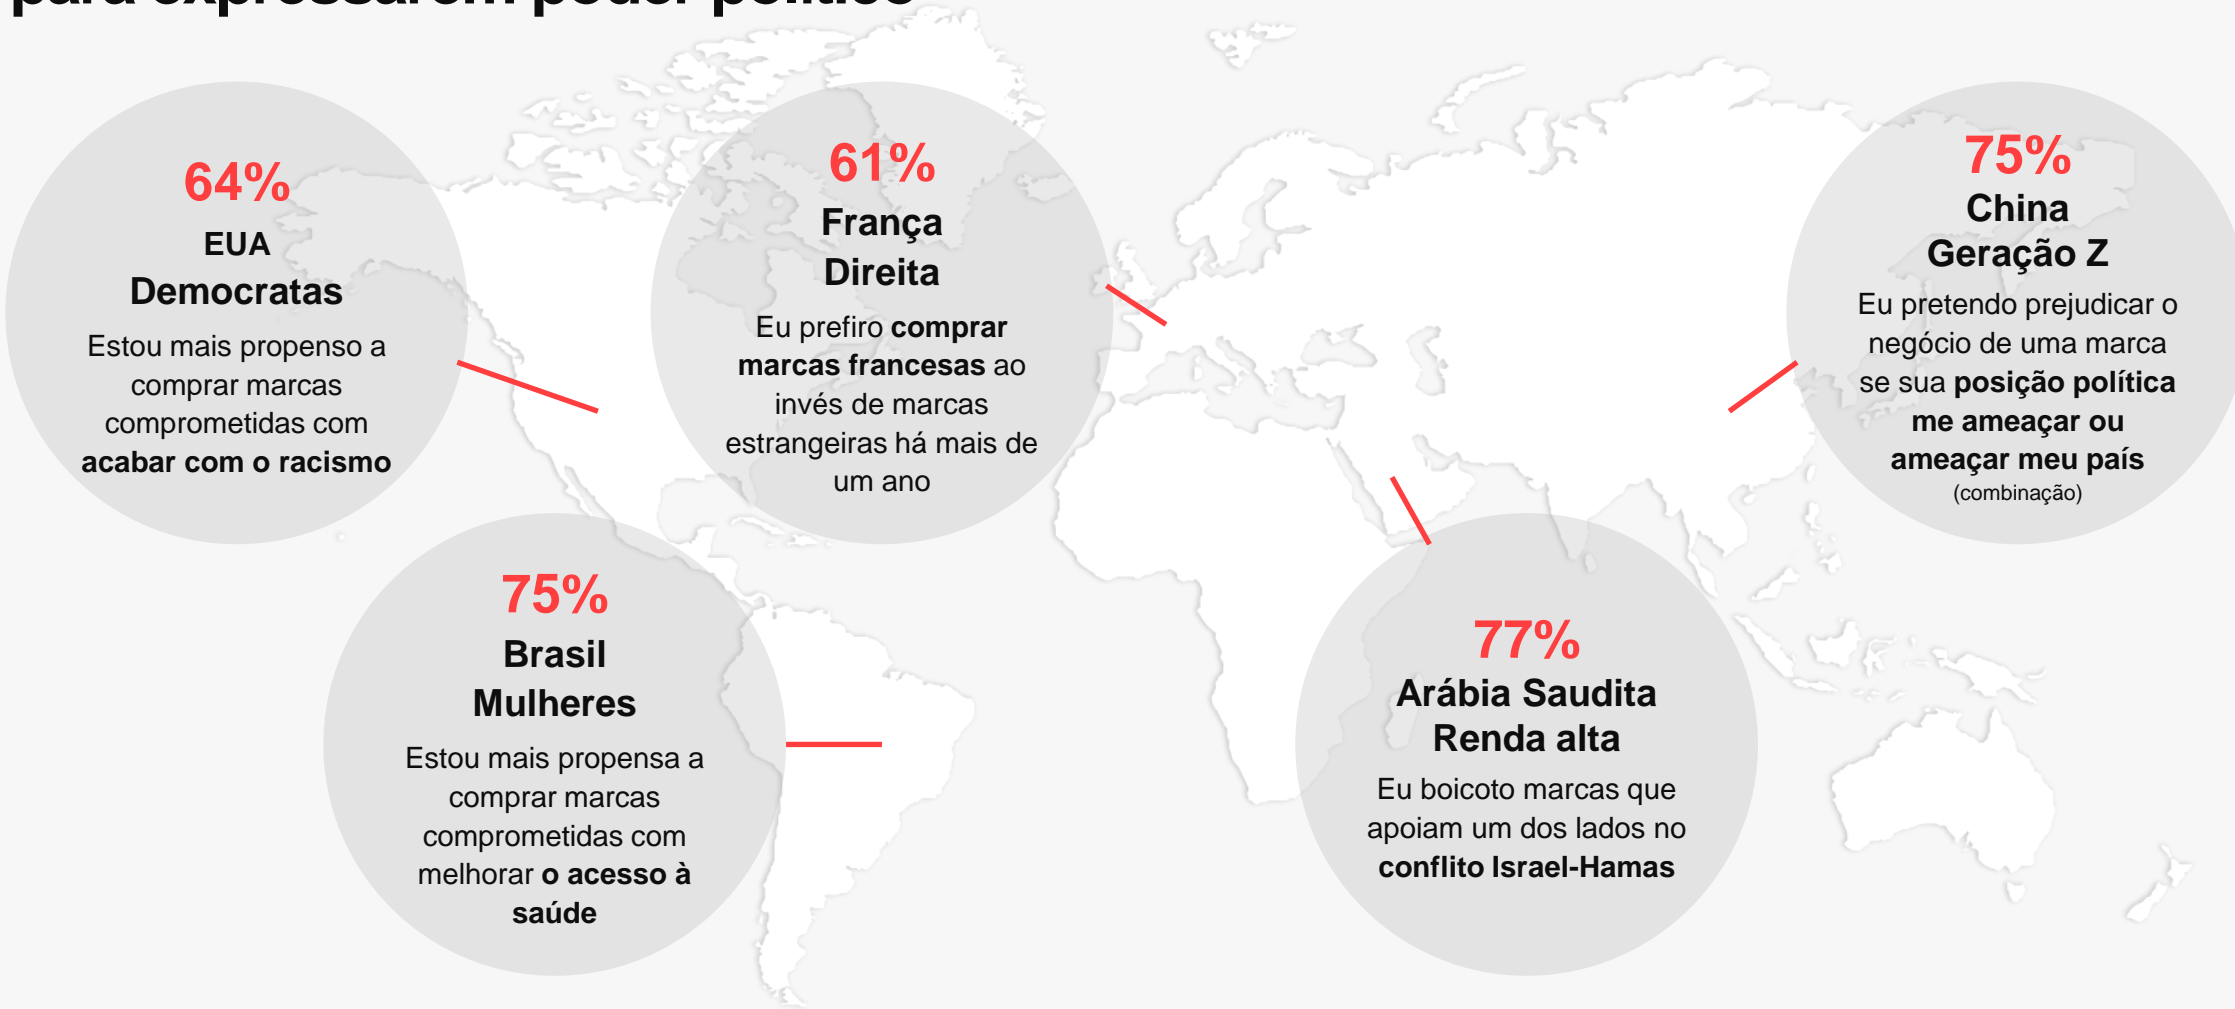 para expressarem poder político
64%
EUA
Democratas
Estou mais propenso a
comprar marcas
comprometidas com
acabar com o racismo
61%
França
Direita
Eu prefiro comprar
marcas francesas ao
invés de marcas
estrangeiras há mais de
um ano
75%
China
Geração Z
Eu pretendo prejudicar o
negócio de uma marca
se sua posição política
me ameaçar ou
ameaçar meu país
(combinação)
75%
Brasil
Mulheres
Estou mais propensa a
comprar marcas
comprometidas com
melhorar o acesso à
saúde
77%
Arábia Saudita
Renda alta
Eu boicoto marcas que
apoiam um dos lados no
conflito Israel-Hamas